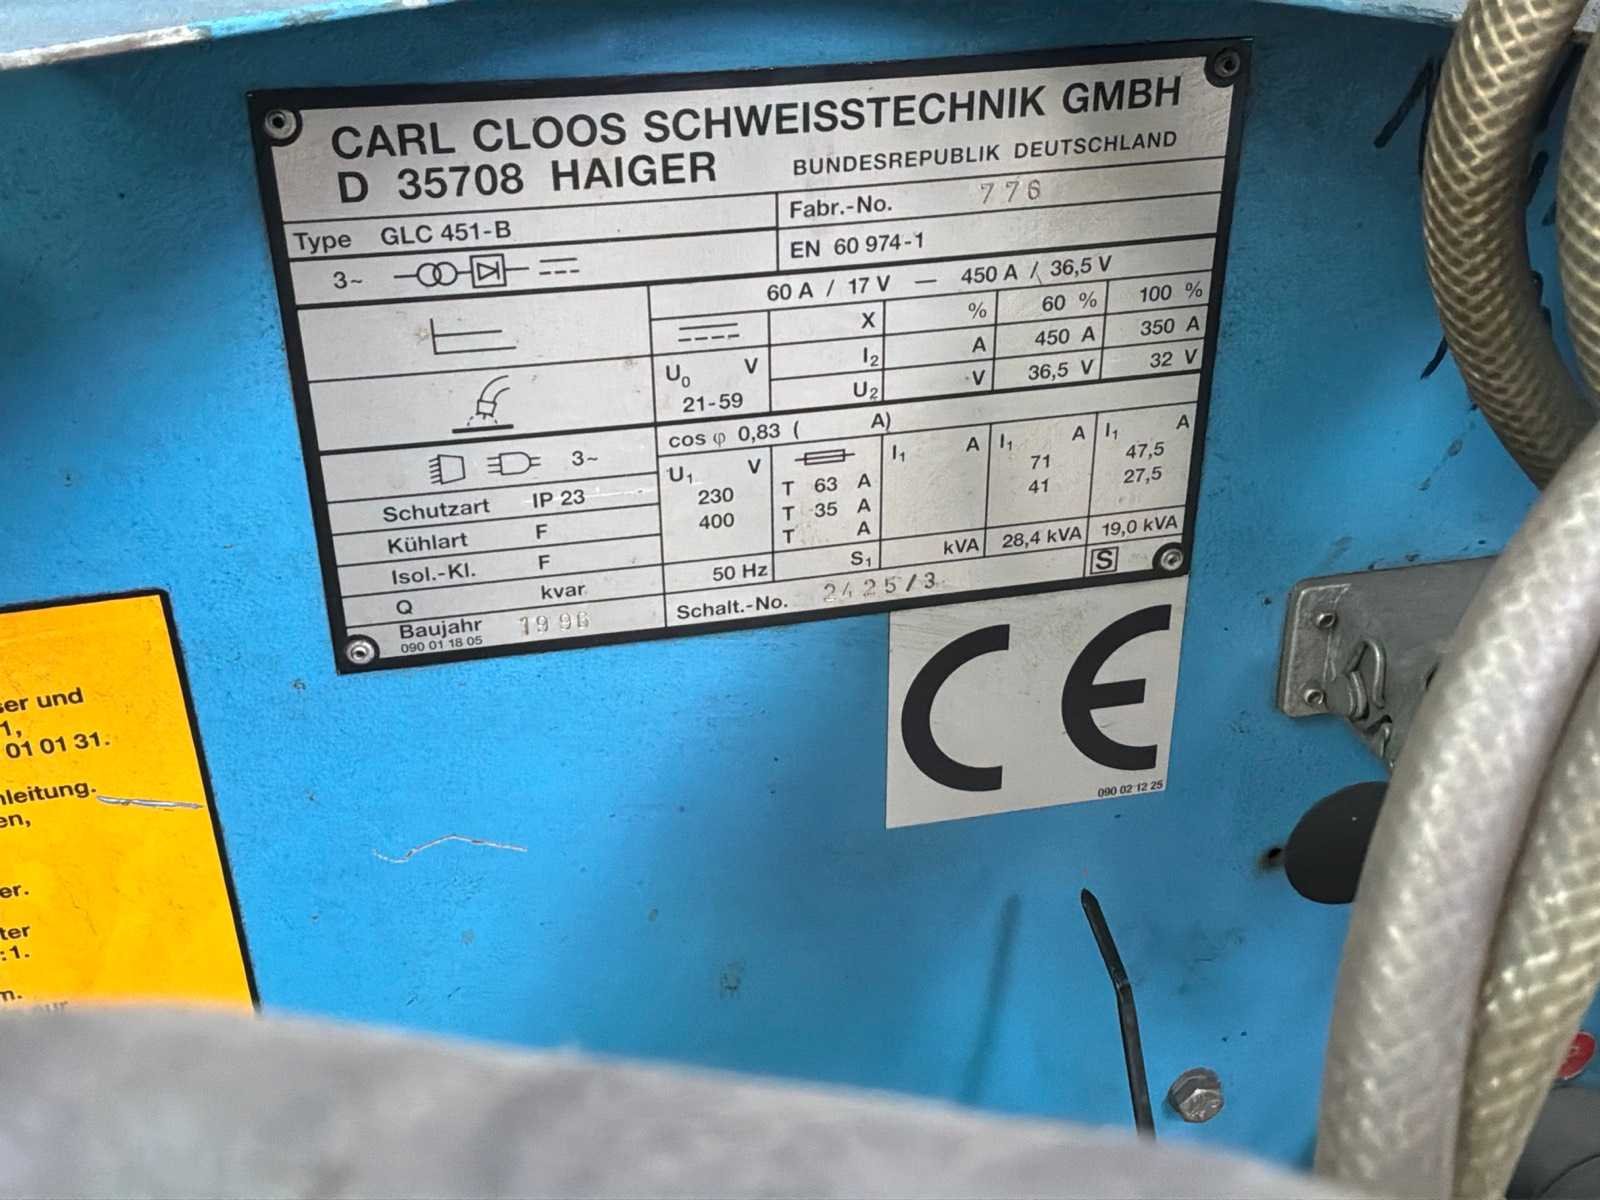 CARL CLOOS SCHWEISSTECHNIK GMBH
D 35708 HAIGER BUNDESREPUBLIK DEUTSCHLAND
Type GLC 451-B
Fabr.-No. 776
3~
EN 60 974-1
60 A / 17 V — 450 A / 36,5 V
X % 60 % 100 %
I2 A 450 A 350 A
U0 V
21-59
U2 V 36,5 V 32 V
cos φ 0,83 ( A)
3~
U1 V
230
400
T 63 A
T 35 A
T A
I1 A
I1 A
71
41
I1 A
47,5
27,5
Schutzart IP 23
Kühlart F
Isol.-Kl. F
50 Hz S1 kVA 28,4 kVA 19,0 kVA
Q kvar
Baujahr 1996
090 01 18 05
Schalt.-No. 2425/3
S
CE
090 02 12 25
ser und
1,
01 01 31.
nleitung.
en,
er.
ter
:1.